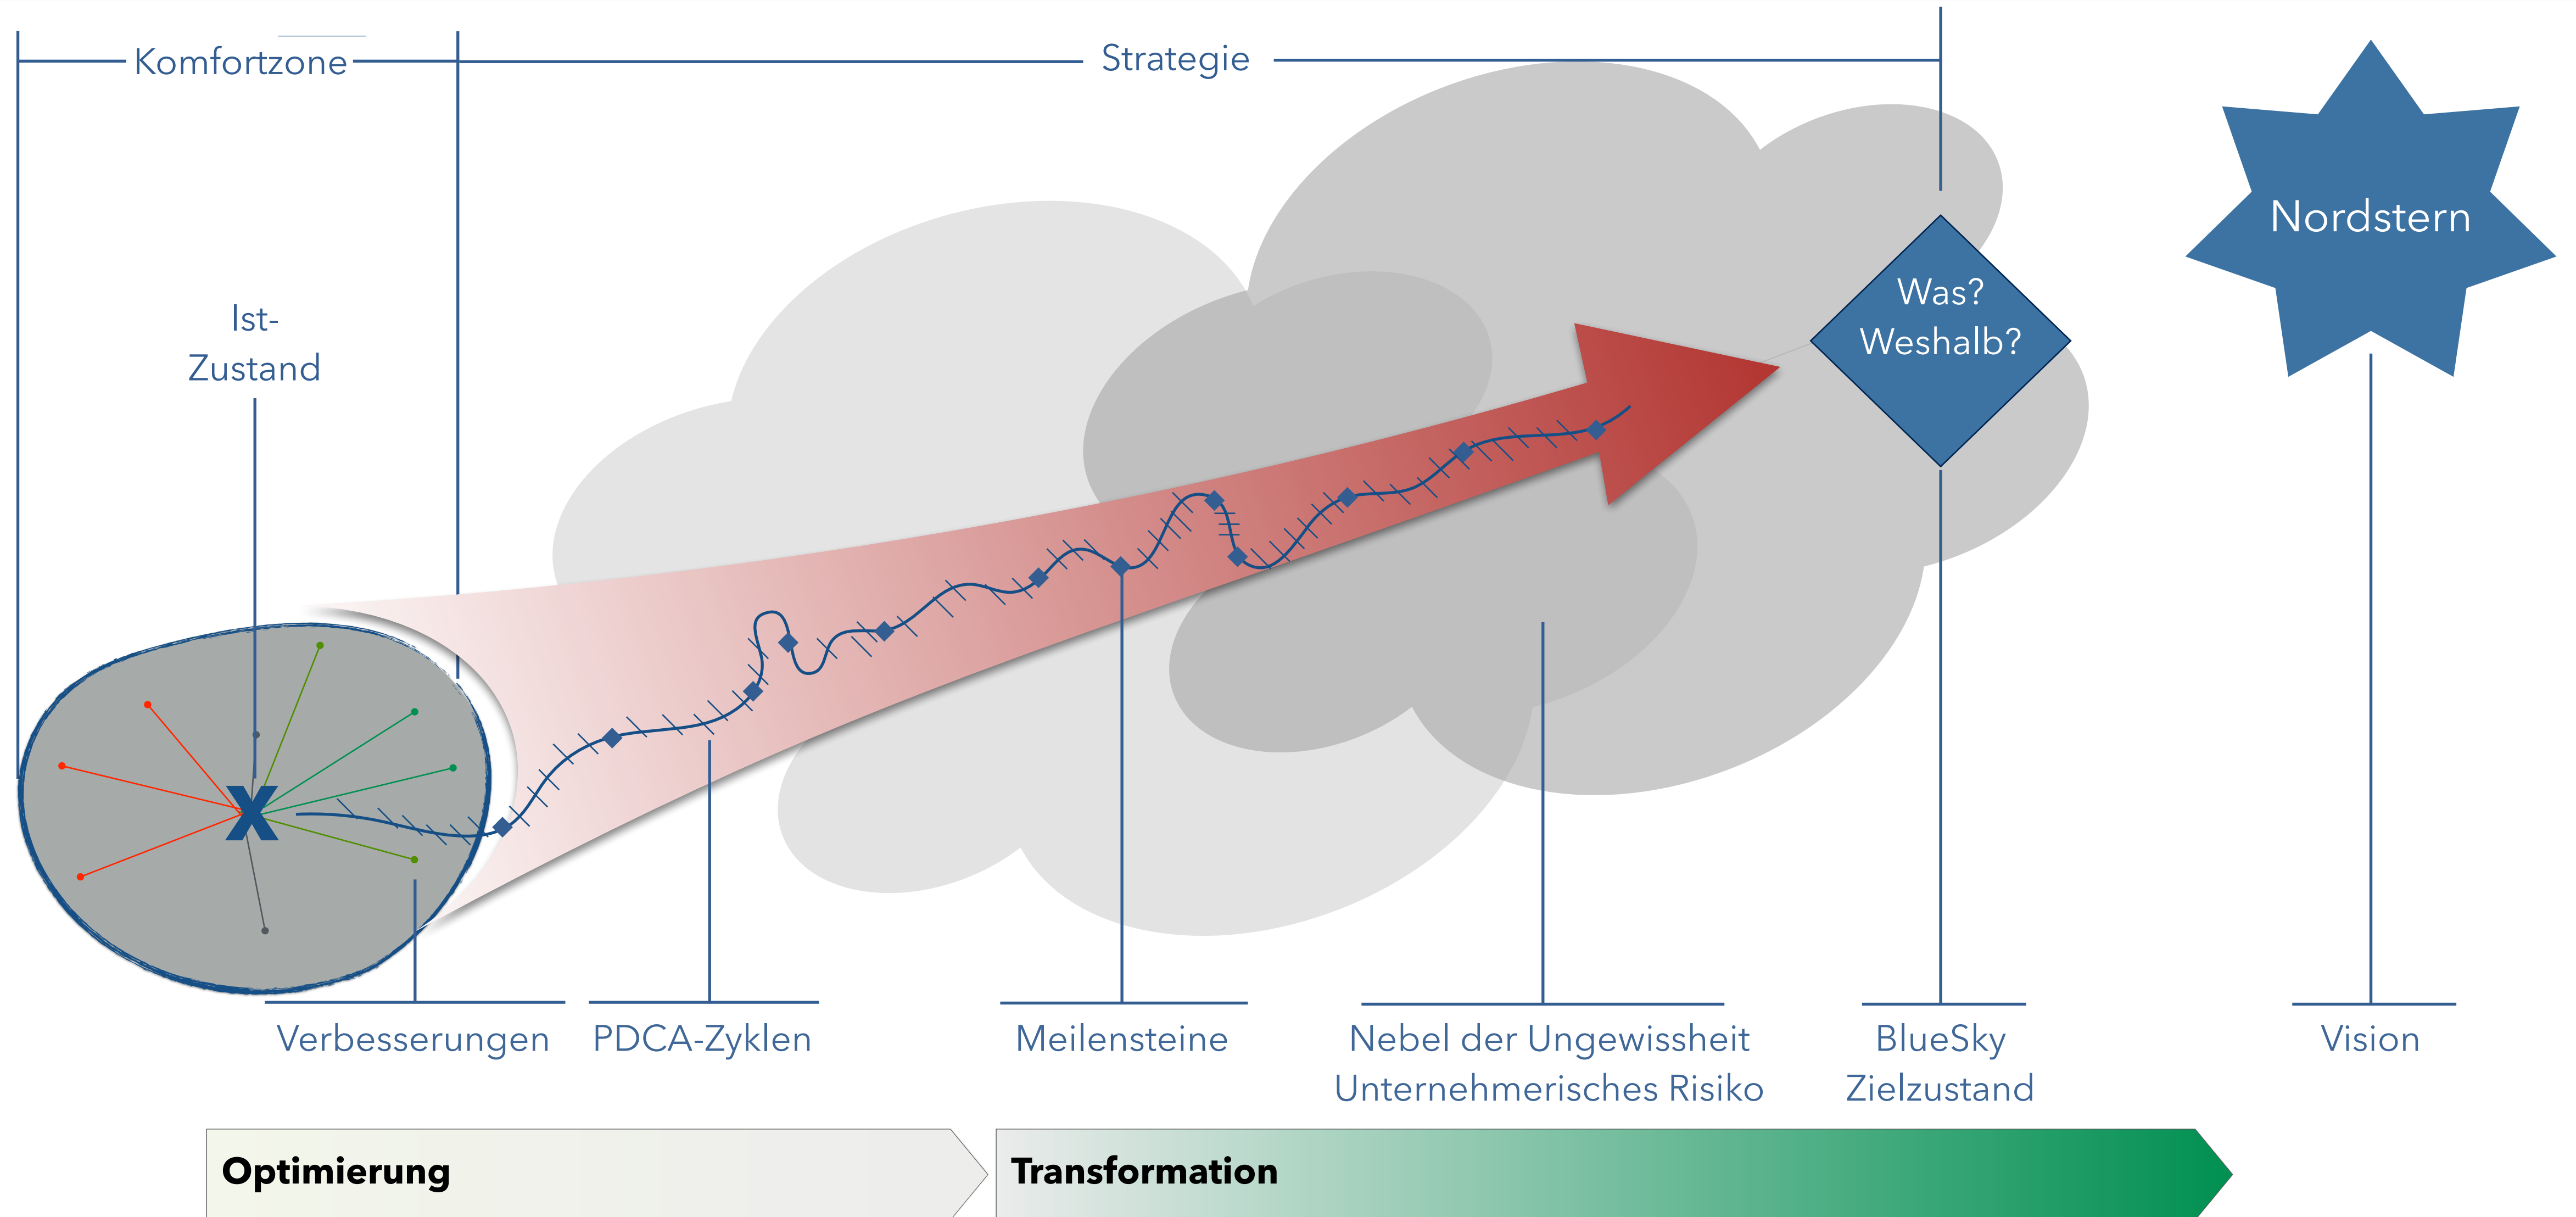 Komfortzone
Strategie
Nordstern
Ist-
Zustand
Was?
Weshalb?
X
Verbesserungen
PDCA-Zyklen
Meilensteine
Nebel der Ungewissheit
Unternehmerisches Risiko
BlueSky
Zielzustand
Vision
Optimierung
Transformation